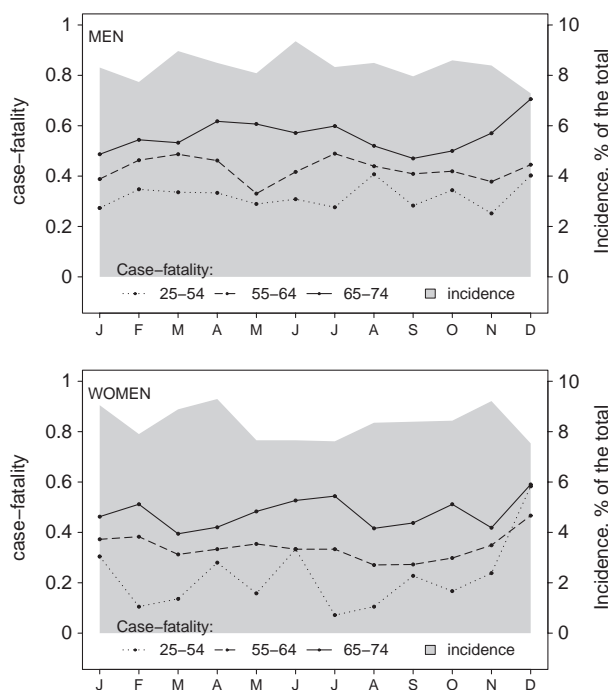 MEN
case−fatality
1
0.8
0.6
0.4
0.2
0
10
8
6
4
2
0
Incidence, % of the total
Case−fatality:
25−54 55−64 65−74 incidence
J F M A M J J A S O N D
WOMEN
case−fatality
1
0.8
0.6
0.4
0.2
0
10
8
6
4
2
0
Incidence, % of the total
Case−fatality:
25−54 55−64 65−74 incidence
J F M A M J J A S O N D